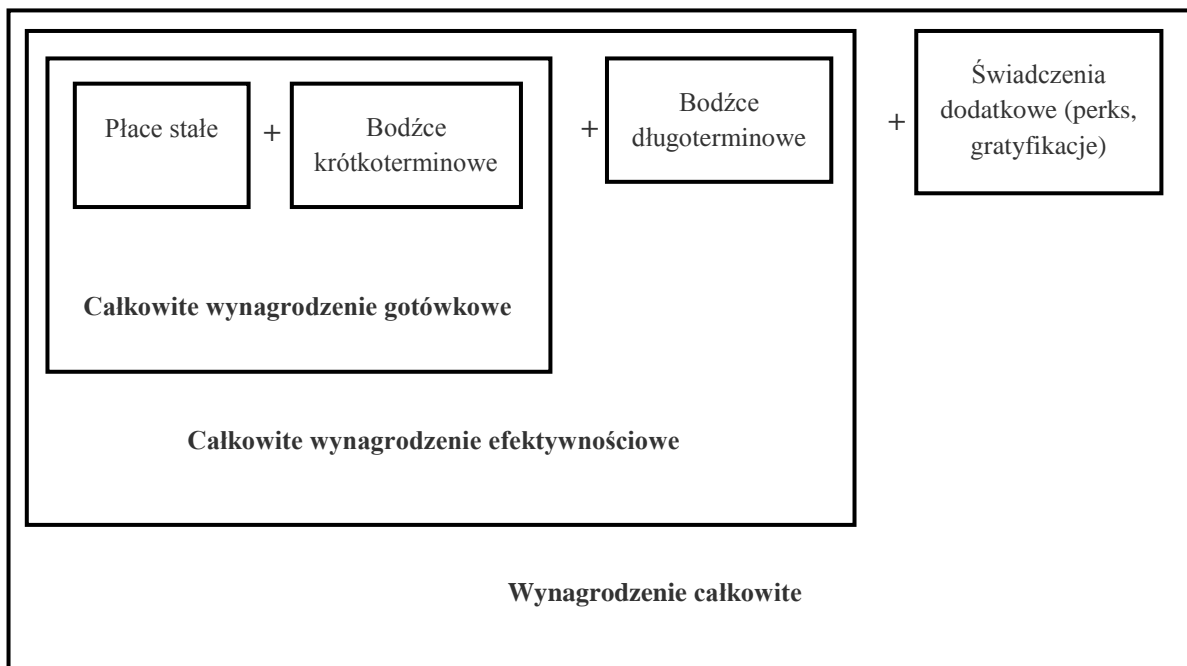 Płace stałe
+
Bodźce
krótkoterminowe
+
Bodźce
długoterminowe
+
Świadczenia
dodatkowe (perks,
gratyfikacje)
Całkowite wynagrodzenie gotówkowe
Całkowite wynagrodzenie efektywnościowe
Wynagrodzenie całkowite